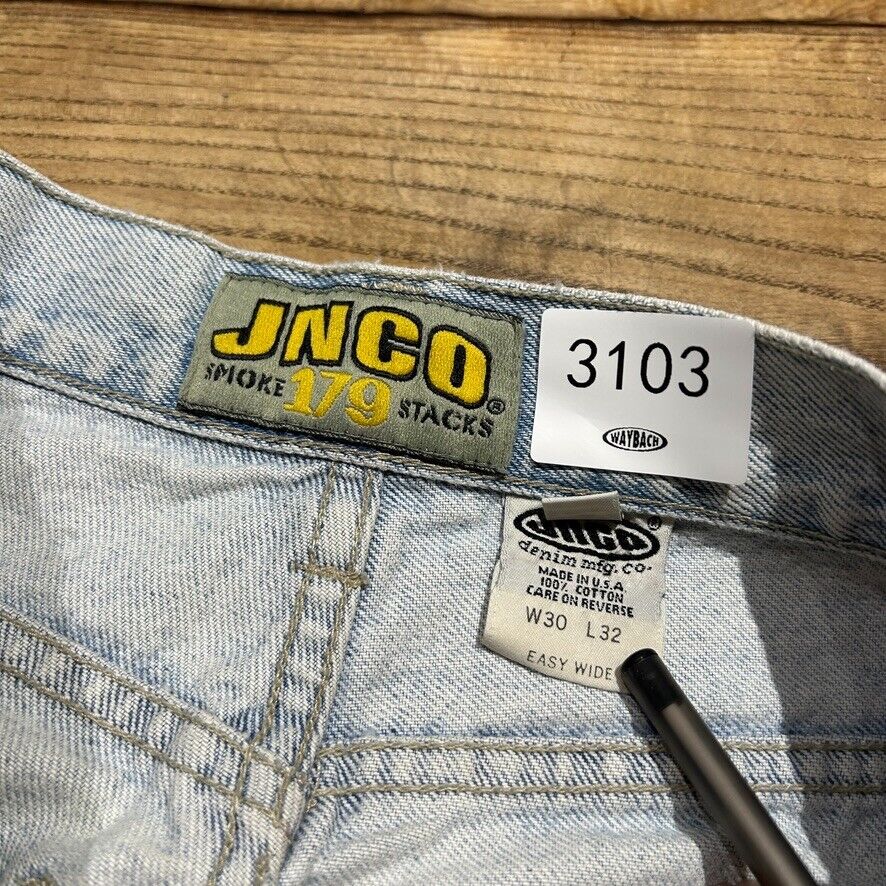 JNCO®
SMOKE 179 STACKS
3103
WAYBACH
JNCO®
denim mfg. co.
MADE IN U.S.A.
100% COTTON
CARE ON REVERSE
W30 L32
EASY WIDE